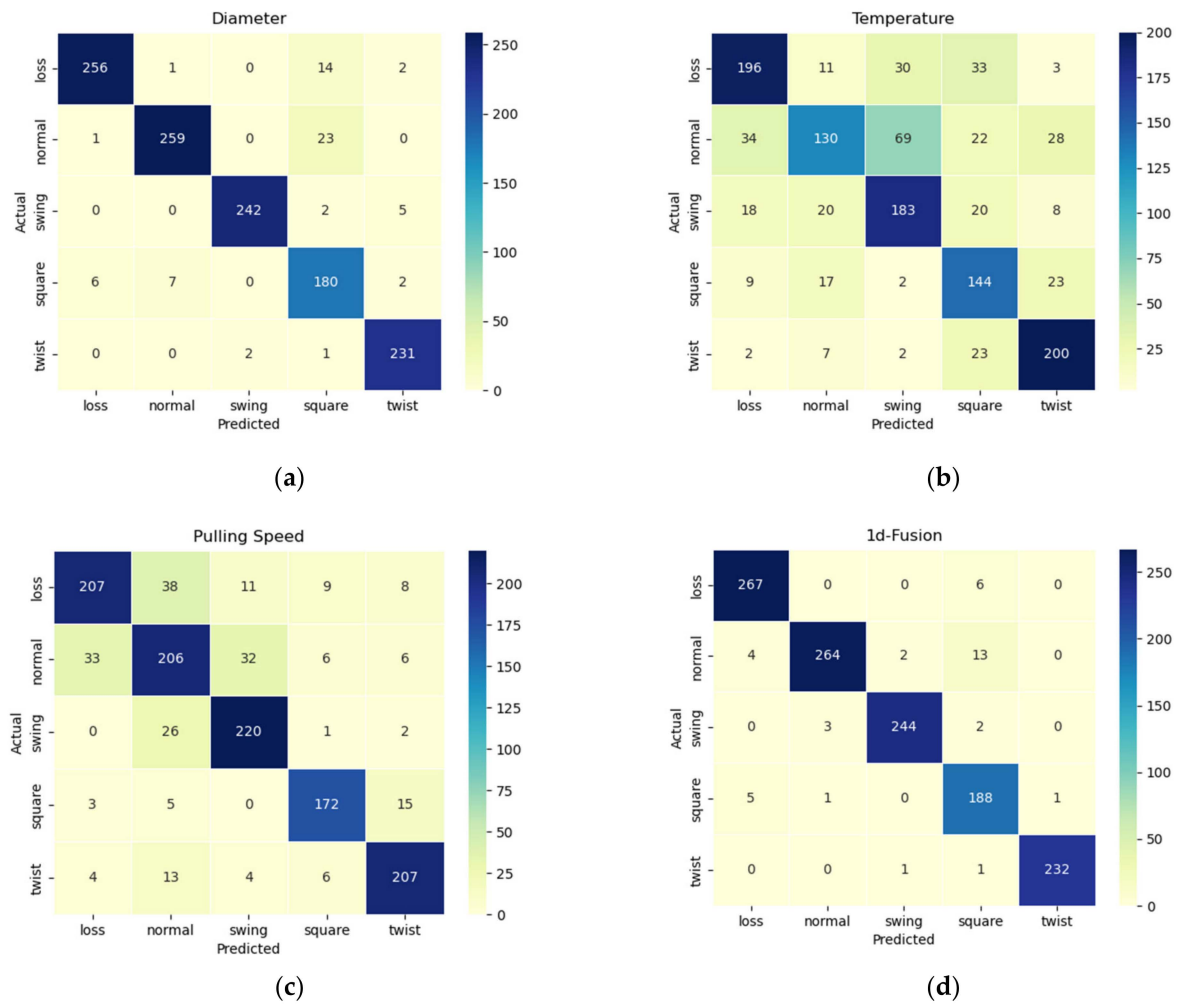 Diameter
loss 256 1 0 14 2 250
normal 1 259 0 23 0 200
Actual
swing 0 0 242 2 5 150
square 6 7 0 180 2 100
twist 0 0 2 1 231 50
0
loss normal swing square twist
Predicted
(a)
Temperature
loss 196 11 30 33 3 200
175
normal 34 130 69 22 28 150
125
Actual
swing 18 20 183 20 8 100
square 9 17 2 144 23 75
50
twist 2 7 2 23 200 25
loss normal swing square twist
Predicted
(b)
Pulling Speed
loss 207 38 11 9 8 200
175
normal 33 206 32 6 6 150
125
Actual
swing 0 26 220 1 2 100
75
square 3 5 0 172 15 50
25
twist 4 13 4 6 207 0
loss normal swing square twist
Predicted
(c)
1d-Fusion
loss 267 0 0 6 0 250
normal 4 264 2 13 0 200
Actual
swing 0 3 244 2 0 150
100
square 5 1 0 188 1 50
twist 0 0 1 1 232 0
loss normal swing square twist
Predicted
(d)